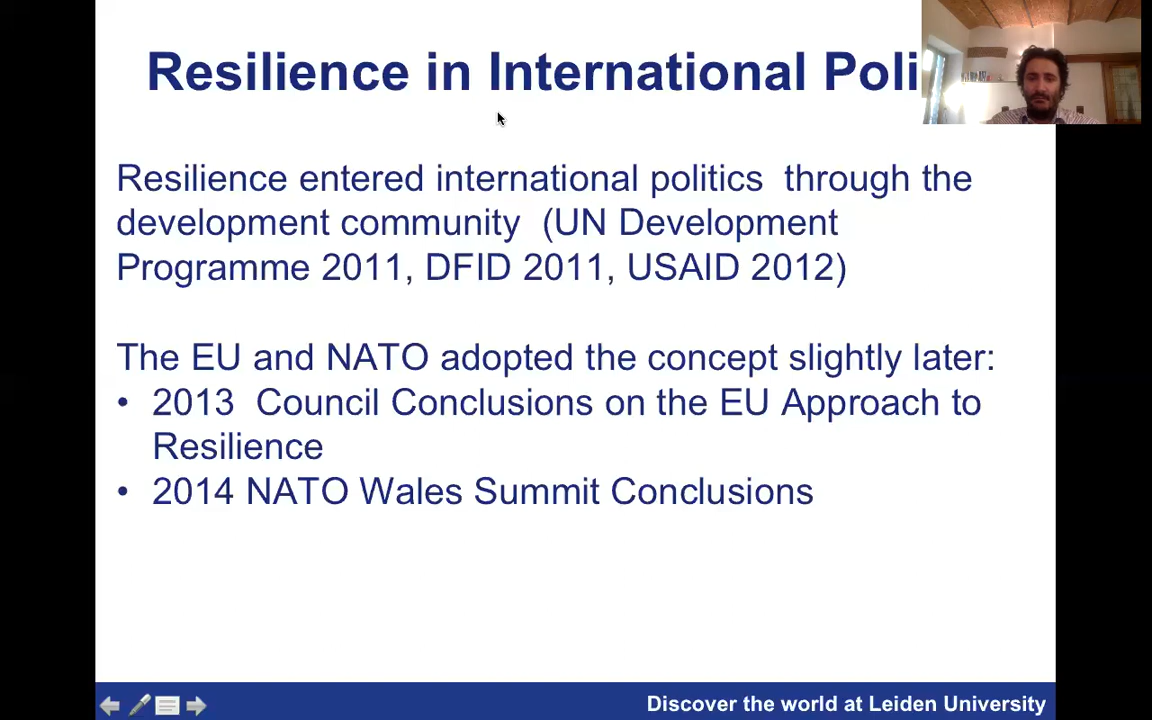 Resilience in International Poli
Resilience entered international politics  through the
development community  (UN Development
Programme 2011, DFID 2011, USAID 2012)
The EU and NATO adopted the concept slightly later:
• 2013  Council Conclusions on the EU Approach to
Resilience
• 2014 NATO Wales Summit Conclusions
Discover the world at Leiden University